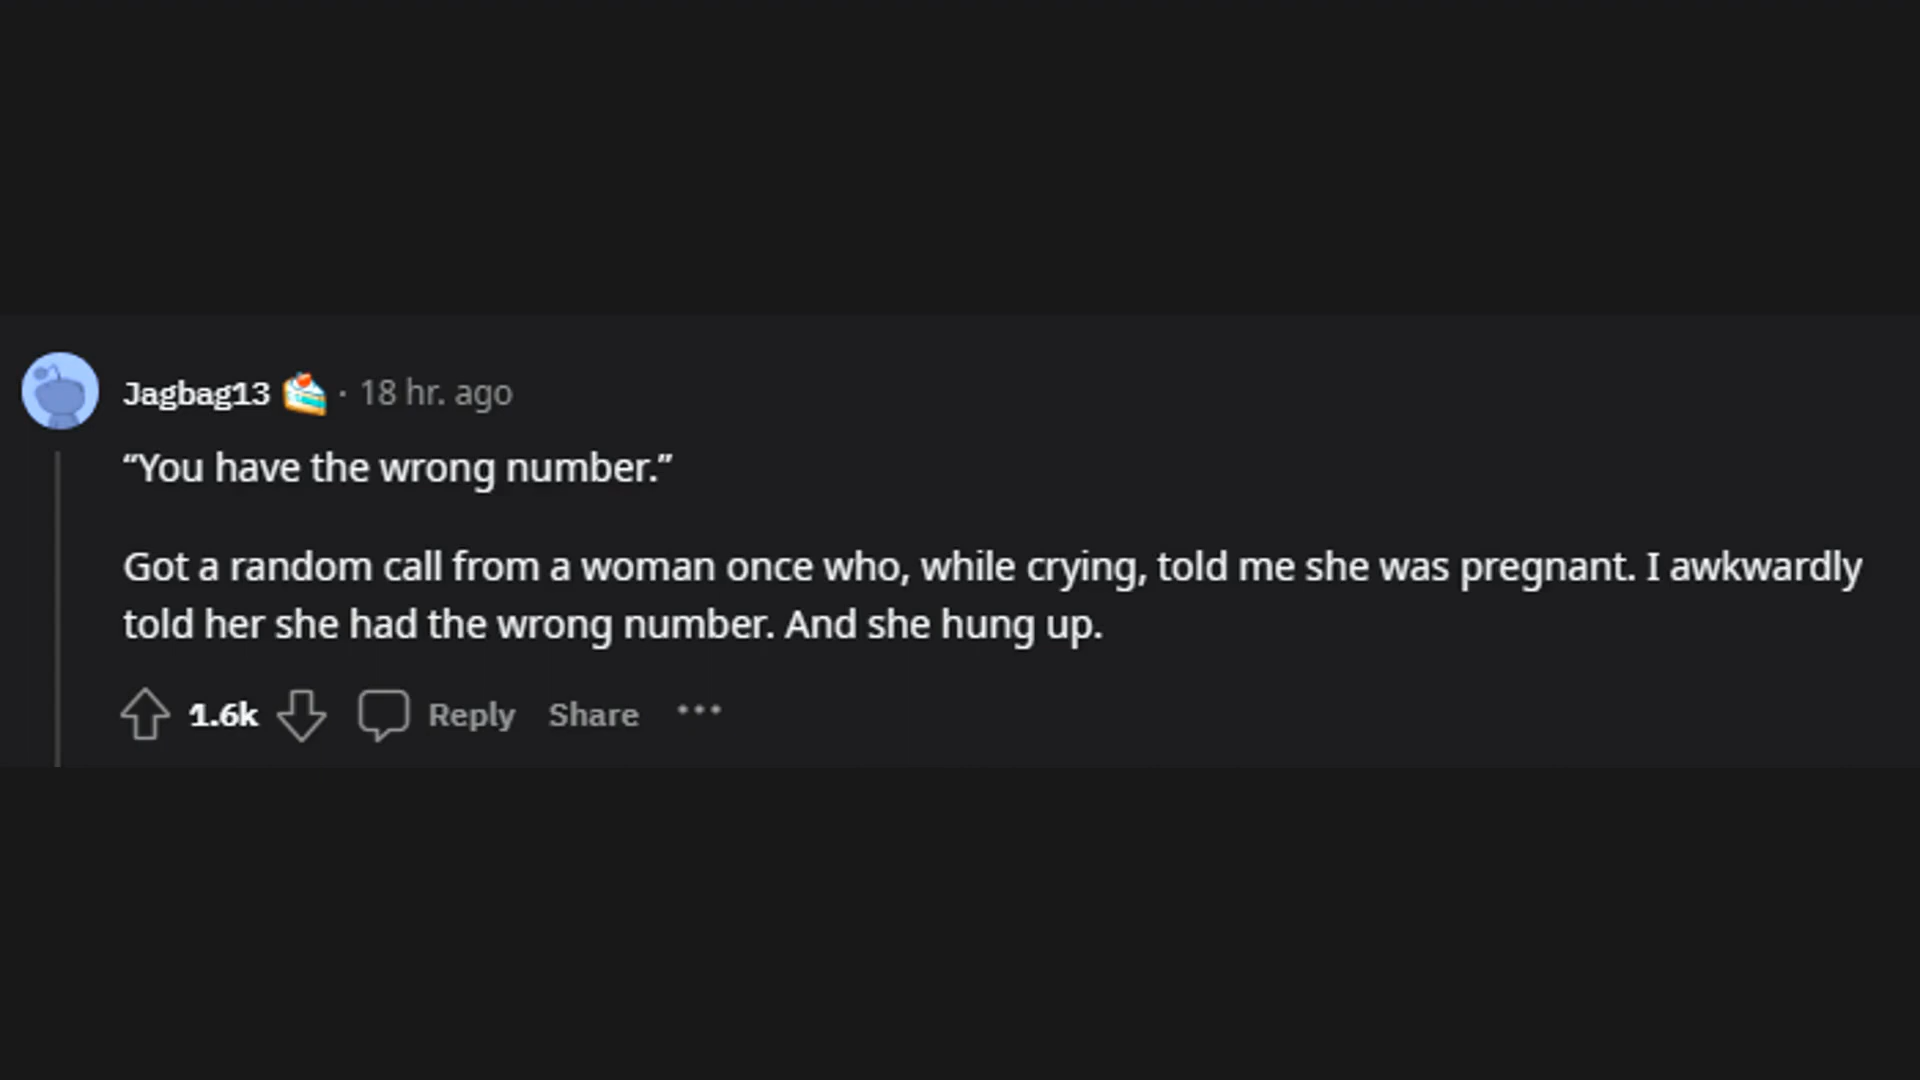 Jagbag13 🍰 · 18 hr. ago
“You have the wrong number.”
Got a random call from a woman once who, while crying, told me she was pregnant. I awkwardly
told her she had the wrong number. And she hung up.
1.6k Reply Share ···